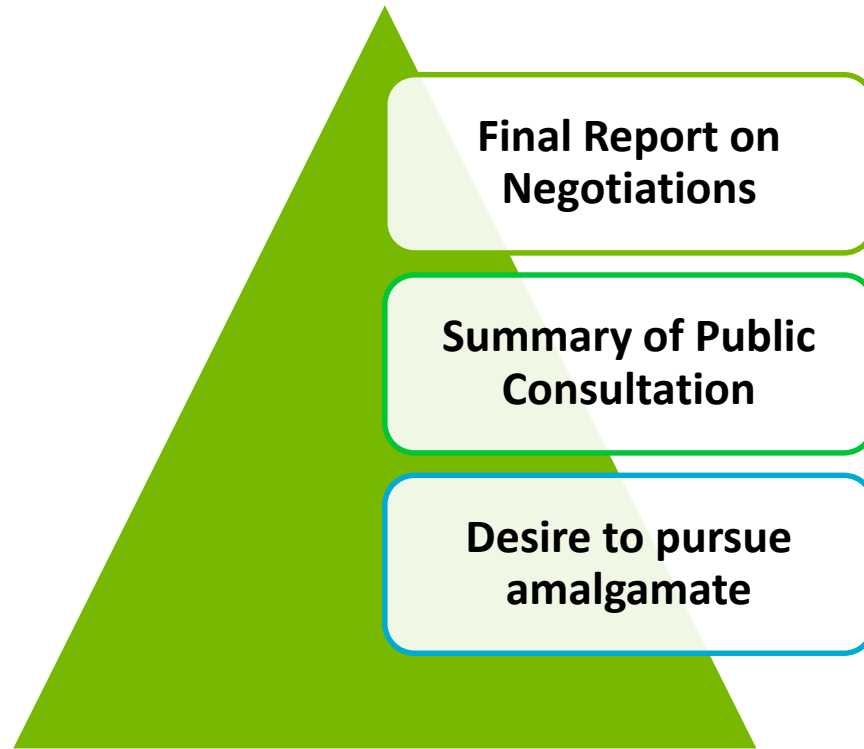 Final Report on
Negotiations
Summary of Public
Consultation
Desire to pursue
amalgamate